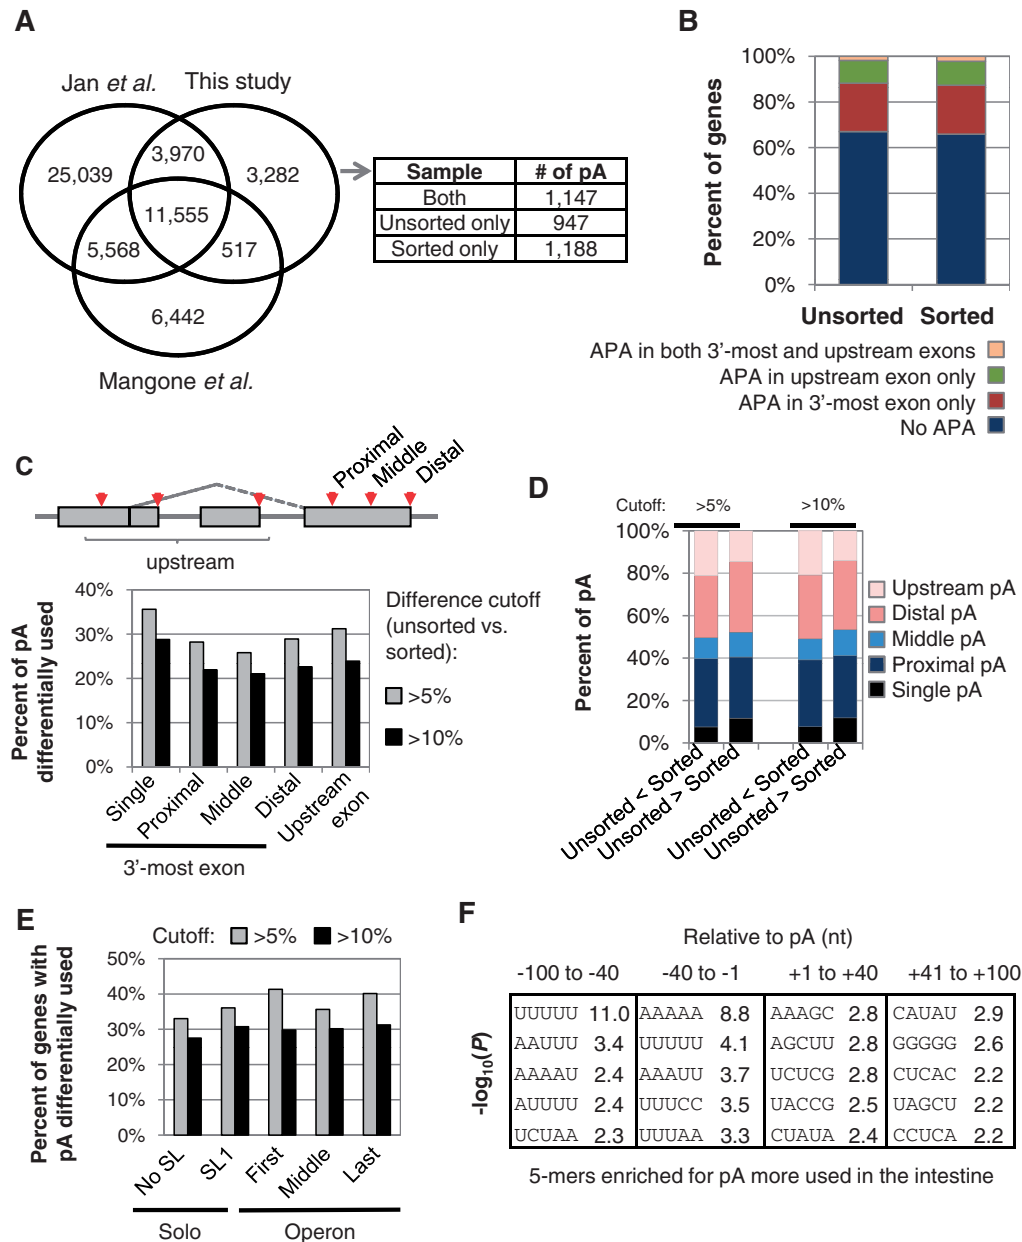 A
Jan et al.
This study
3,970
25,039
3,282
11,555
5,568
517
6,442
Mangone et al.
Sample # of pA
Both 1,147
Unsorted only 947
Sorted only 1,188
B
Percent of genes
100%
80%
60%
40%
20%
0%
Unsorted Sorted
APA in both 3'-most and upstream exons
APA in upstream exon only
APA in 3'-most exon only
No APA
C
Proximal
Middle
Distal
upstream
Percent of pA
differentially used
40%
30%
20%
10%
0%
Single
Proximal
Middle
Distal
Upstream
exon
3'-most exon
Difference cutoff
(unsorted vs.
sorted):
>5%
>10%
D
Cutoff: >5% >10%
Percent of pA
100%
80%
60%
40%
20%
0%
Unsorted < Sorted
Unsorted > Sorted
Unsorted < Sorted
Unsorted > Sorted
Upstream pA
Distal pA
Middle pA
Proximal pA
Single pA
E
Cutoff: >5% >10%
Percent of genes with
pA differentially used
50%
40%
30%
20%
10%
0%
No SL
SL1
First
Middle
Last
Solo
Operon
F
Relative to pA (nt)
-100 to -40 -40 to -1 +1 to +40 +41 to +100
-log10(P)
UUUUU 11.0 AAAAA 8.8 AAAGC 2.8 CAUAU 2.9
AAUUU 3.4 UUUUU 4.1 AGCUU 2.8 GGGGG 2.6
AAAAU 2.4 AAAUU 3.7 UCUCG 2.8 CUCAC 2.2
AUUUU 2.4 UUUCC 3.5 UACCG 2.5 UAGCU 2.2
UCUAA 2.3 UUUAA 3.3 CUAUA 2.4 CCUCA 2.2
5-mers enriched for pA more used in the intestine